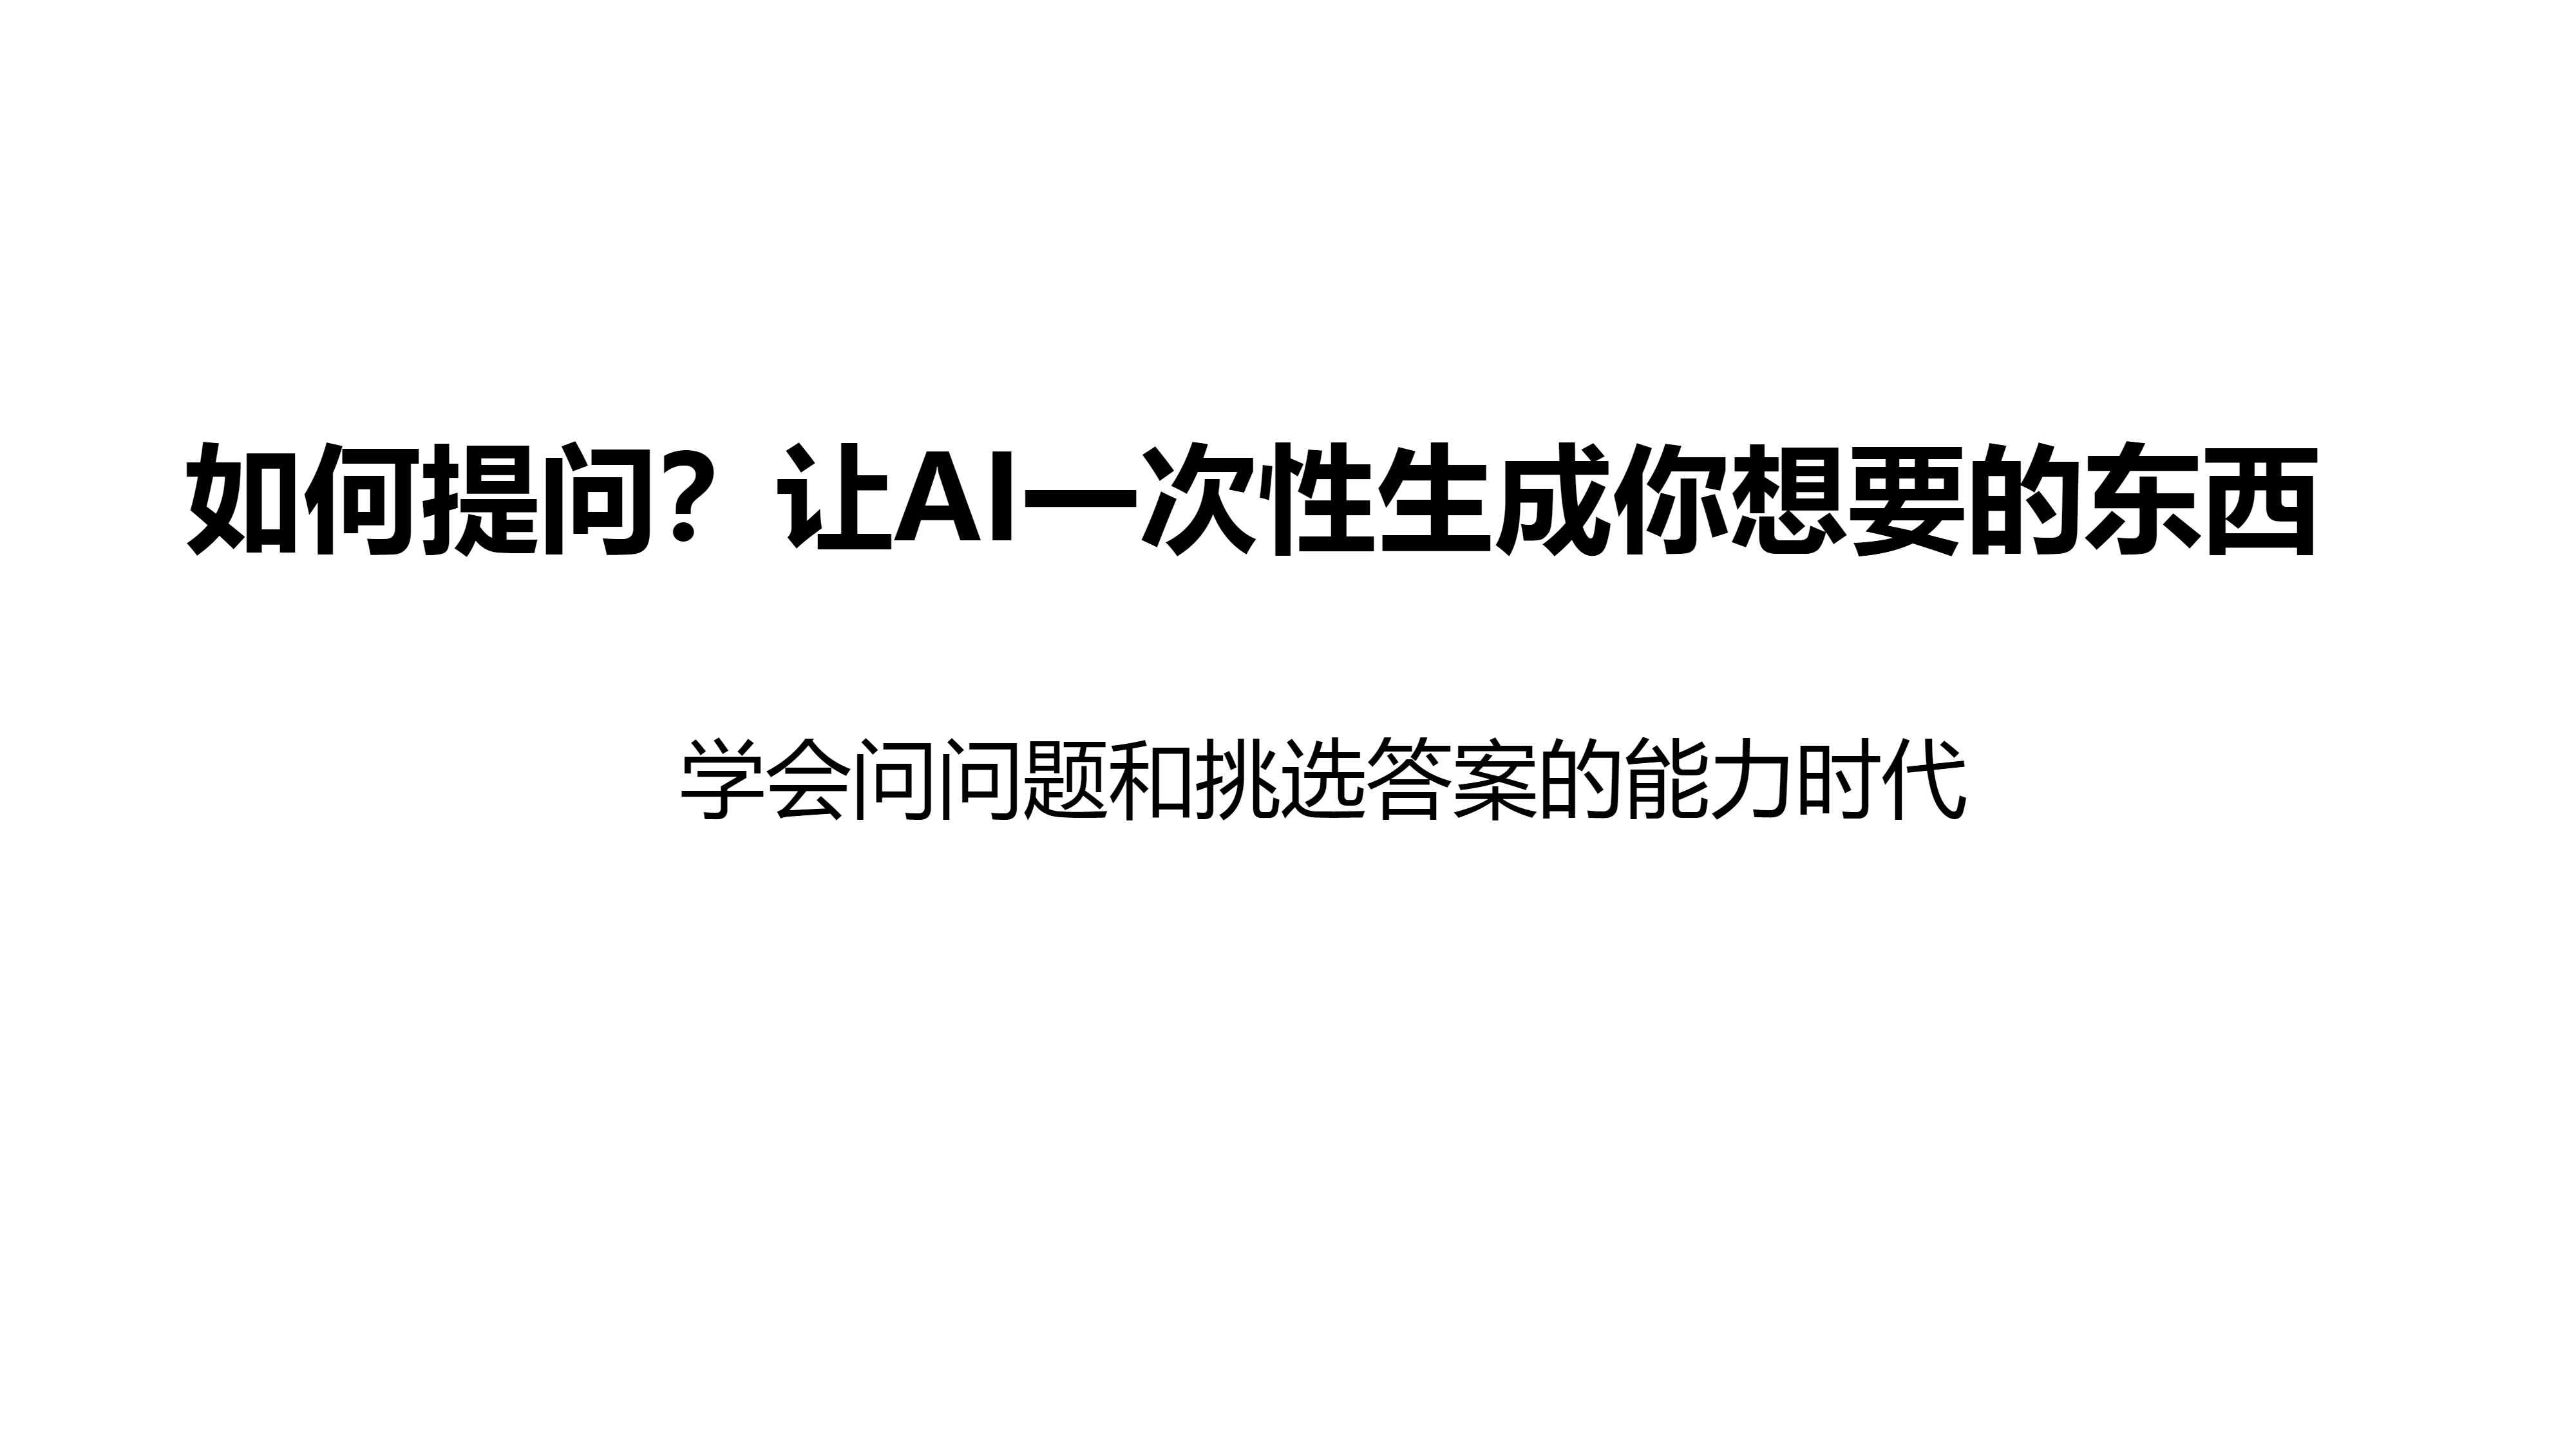 如何提问？让AI一次性生成你想要的东西
学会问问题和挑选答案的能力时代